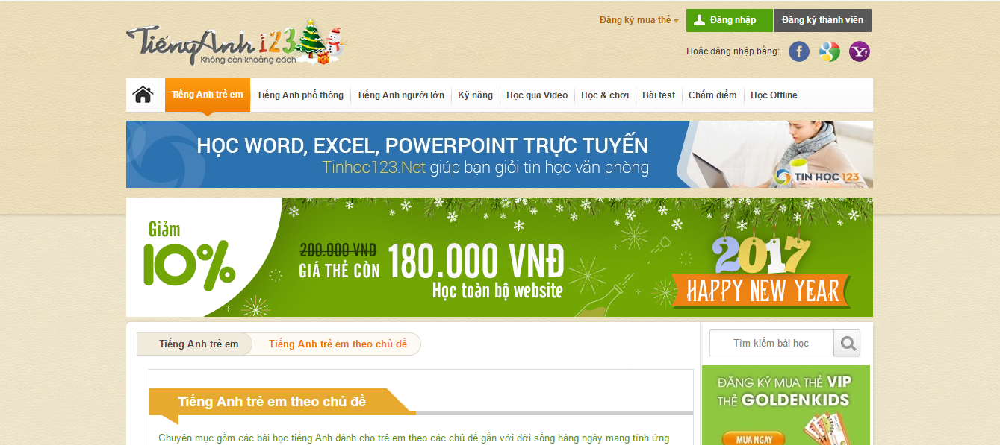 Đăng ký mua thẻ
Đăng nhập
Đăng ký thành viên
TiếngAnh 123
Không còn khoảng cách
Hoặc đăng nhập bằng:
Tiếng Anh trẻ em
Tiếng Anh phổ thông
Tiếng Anh người lớn
Kỹ năng
Học qua Video
Học & chơi
Bài test
Chấm điểm
Học Offline
HỌC WORD, EXCEL, POWERPOINT TRỰC TUYẾN
Tinhoc123.Net giúp bạn giỏi tin học văn phòng
TIN HỌC 123
Giảm
10%
200.000 VNĐ
GIÁ THẺ CÒN 180.000 VNĐ
Học toàn bộ website
2017
HAPPY NEW YEAR
Tiếng Anh trẻ em
Tiếng Anh trẻ em theo chủ đề
Tìm kiếm bài học
Tiếng Anh trẻ em theo chủ đề
Chuyên mục gồm các bài học tiếng Anh dành cho trẻ em theo các chủ đề gắn với đời sống hàng ngày mang tính ứng
ĐĂNG KÝ MUA THẺ VIP
THẺ GOLDENKIDS
MUA NGAY